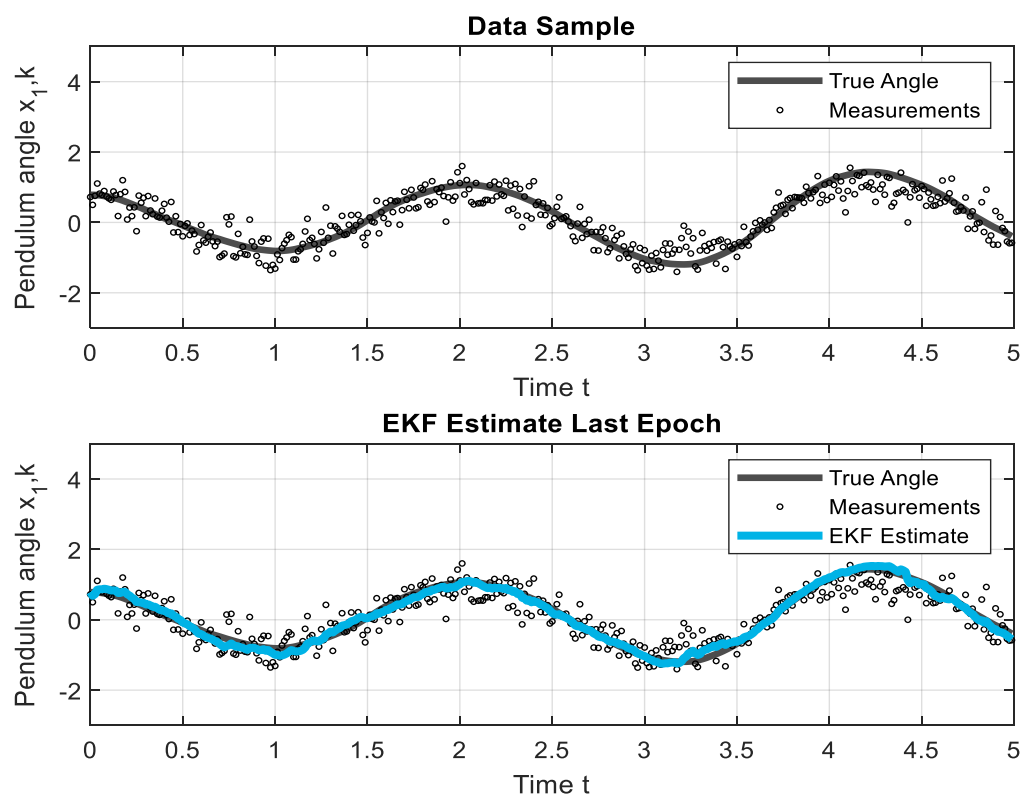 Data Sample
Pendulum angle x1,k
4
2
0
-2
True Angle
Measurements
0 0.5 1 1.5 2 2.5 3 3.5 4 4.5 5
Time t
EKF Estimate Last Epoch
Pendulum angle x1,k
4
2
0
-2
True Angle
Measurements
EKF Estimate
0 0.5 1 1.5 2 2.5 3 3.5 4 4.5 5
Time t